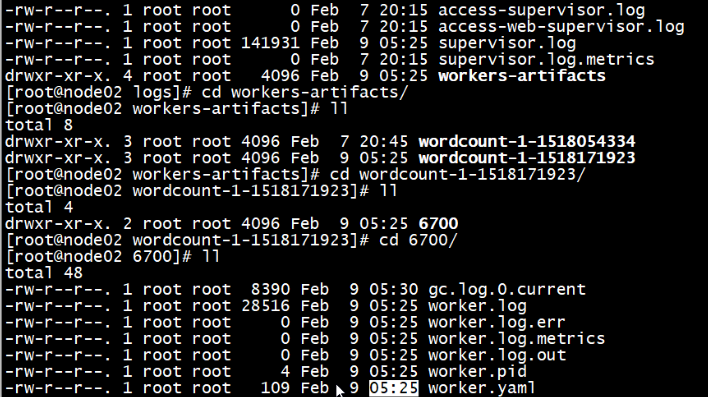 -rw-r--r--. 1 root root      0 Feb  7 20:15 access-supervisor.log
-rw-r--r--. 1 root root      0 Feb  7 20:15 access-web-supervisor.log
-rw-r--r--. 1 root root 141931 Feb  9 05:25 supervisor.log
-rw-r--r--. 1 root root      0 Feb  7 20:15 supervisor.log.metrics
drwxr-xr-x. 4 root root   4096 Feb  9 05:25 workers-artifacts
[root@node02 logs]# cd workers-artifacts/
[root@node02 workers-artifacts]# ll
total 8
drwxr-xr-x. 3 root root 4096 Feb  7 20:45 wordcount-1-1518054334
drwxr-xr-x. 3 root root 4096 Feb  9 05:25 wordcount-1-1518171923
[root@node02 workers-artifacts]# cd wordcount-1-1518171923/
[root@node02 wordcount-1-1518171923]# ll
total 4
drwxr-xr-x. 2 root root 4096 Feb  9 05:25 6700
[root@node02 wordcount-1-1518171923]# cd 6700/
[root@node02 6700]# ll
total 48
-rw-r--r--. 1 root root  8390 Feb  9 05:30 gc.log.0.current
-rw-r--r--. 1 root root 28516 Feb  9 05:25 worker.log
-rw-r--r--. 1 root root     0 Feb  9 05:25 worker.log.err
-rw-r--r--. 1 root root     0 Feb  9 05:25 worker.log.metrics
-rw-r--r--. 1 root root     0 Feb  9 05:25 worker.log.out
-rw-r--r--. 1 root root     4 Feb  9 05:25 worker.pid
-rw-r--r--. 1 root root   109 Feb  9 05:25 worker.yaml